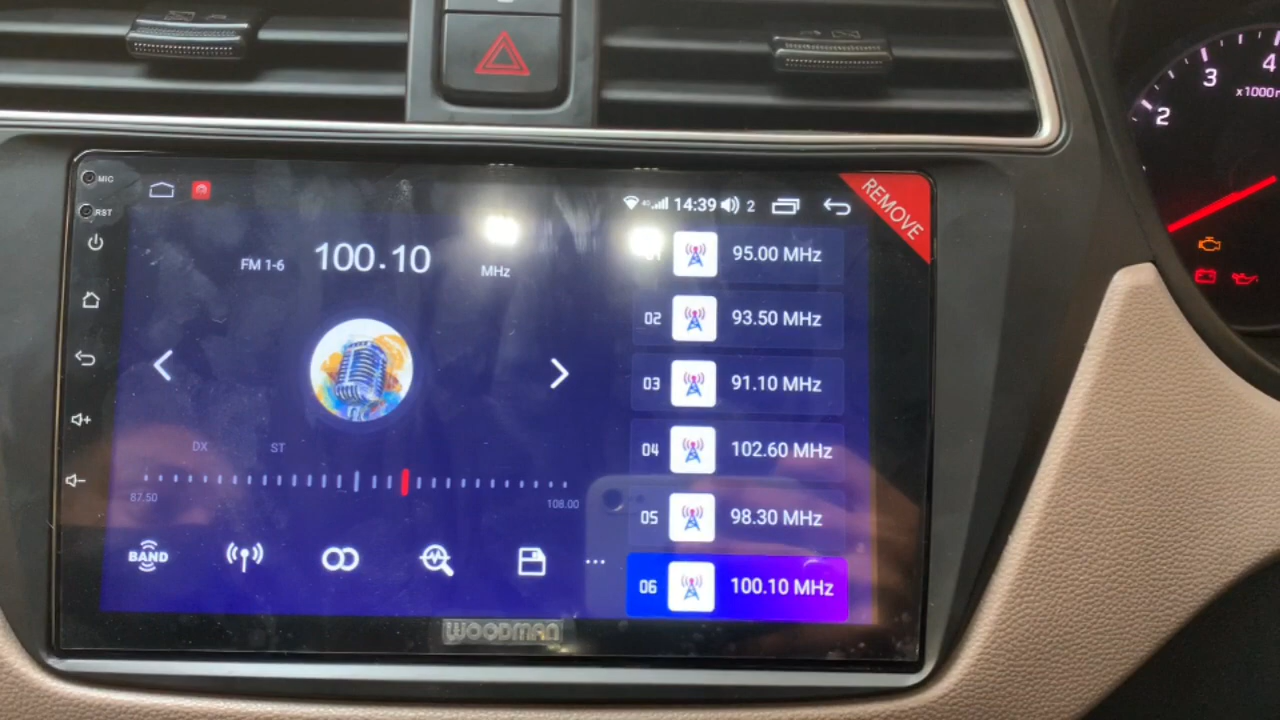 MIC
RST
14:39 2
REMOVE
FM 1-6 100.10 MHz
95.00 MHz
02 93.50 MHz
03 91.10 MHz
04 102.60 MHz
05 98.30 MHz
06 100.10 MHz
DX ST
87.50 108.00
BAND
WOODMAN
2 3 4